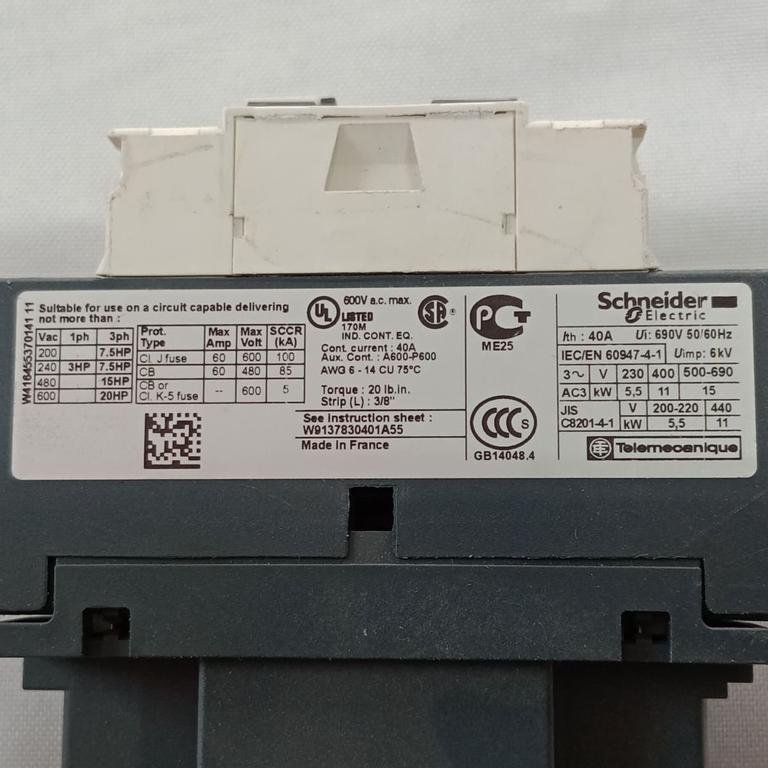 W4164553701411 11
Suitable for use on a circuit capable delivering
not more than :
Vac 1ph 3ph
200 7.5HP
240 3HP 7.5HP
480 15HP
600 20HP
Prot. Type Max Amp Max Volt SCCR (kA)
Cl. J fuse 60 600 100
CB 60 480 85
CB or
Cl. K-5 fuse -- 600 5
UL
LISTED
170M
IND. CONT. EQ.
600V a.c. max.
Cont. current : 40A
Aux. Cont. : A600-P600
AWG 6 - 14 CU 75°C
Torque : 20 lb.in.
Strip (L) : 3/8"
See instruction sheet :
W9137830401A55
Made in France
ME25
CCC S
GB14048.4
Schneider
Electric
Ith : 40A Ui : 690V 50/60Hz
IEC/EN 60947-4-1 Uimp : 6kV
3~ V 230 400 500-690
AC3 kW 5,5 11 15
JIS V 200-220 440
C8201-4-1 kW 5,5 11
Telemecanique